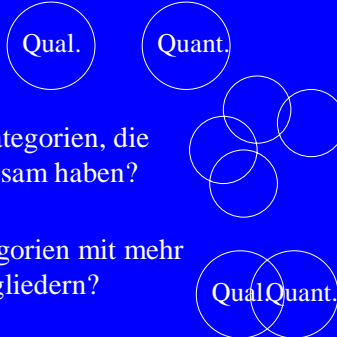 Qual. Quant.
ategorien, die
sam haben?
gorien mit mehr
gliedern?
Qual. Quant.